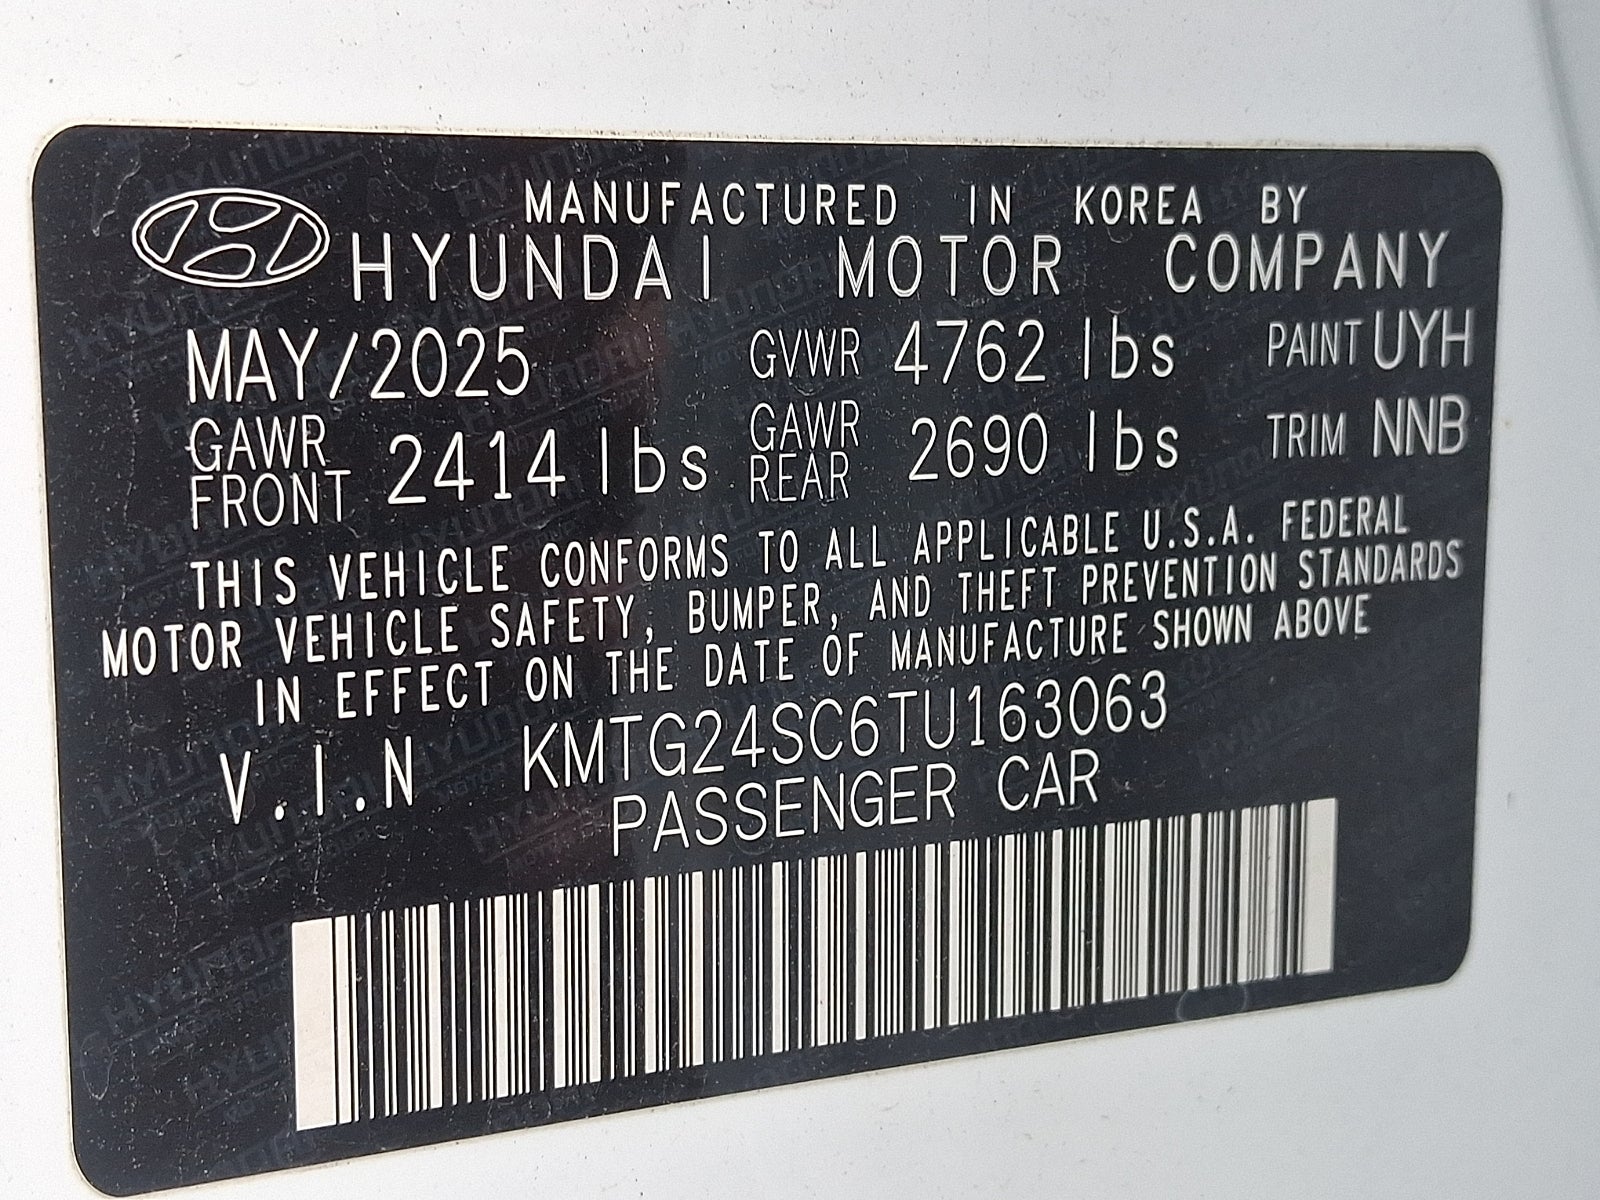 MANUFACTURED IN KOREA BY
HYUNDAI MOTOR COMPANY
MAY/2025 GVWR 4762 lbs PAINT UYH
GAWR FRONT 2414 lbs GAWR REAR 2690 lbs TRIM NNB
THIS VEHICLE CONFORMS TO ALL APPLICABLE U.S.A. FEDERAL
MOTOR VEHICLE SAFETY, BUMPER, AND THEFT PREVENTION STANDARDS
IN EFFECT ON THE DATE OF MANUFACTURE SHOWN ABOVE
V.I.N KMTG24SC6TU163063
PASSENGER CAR